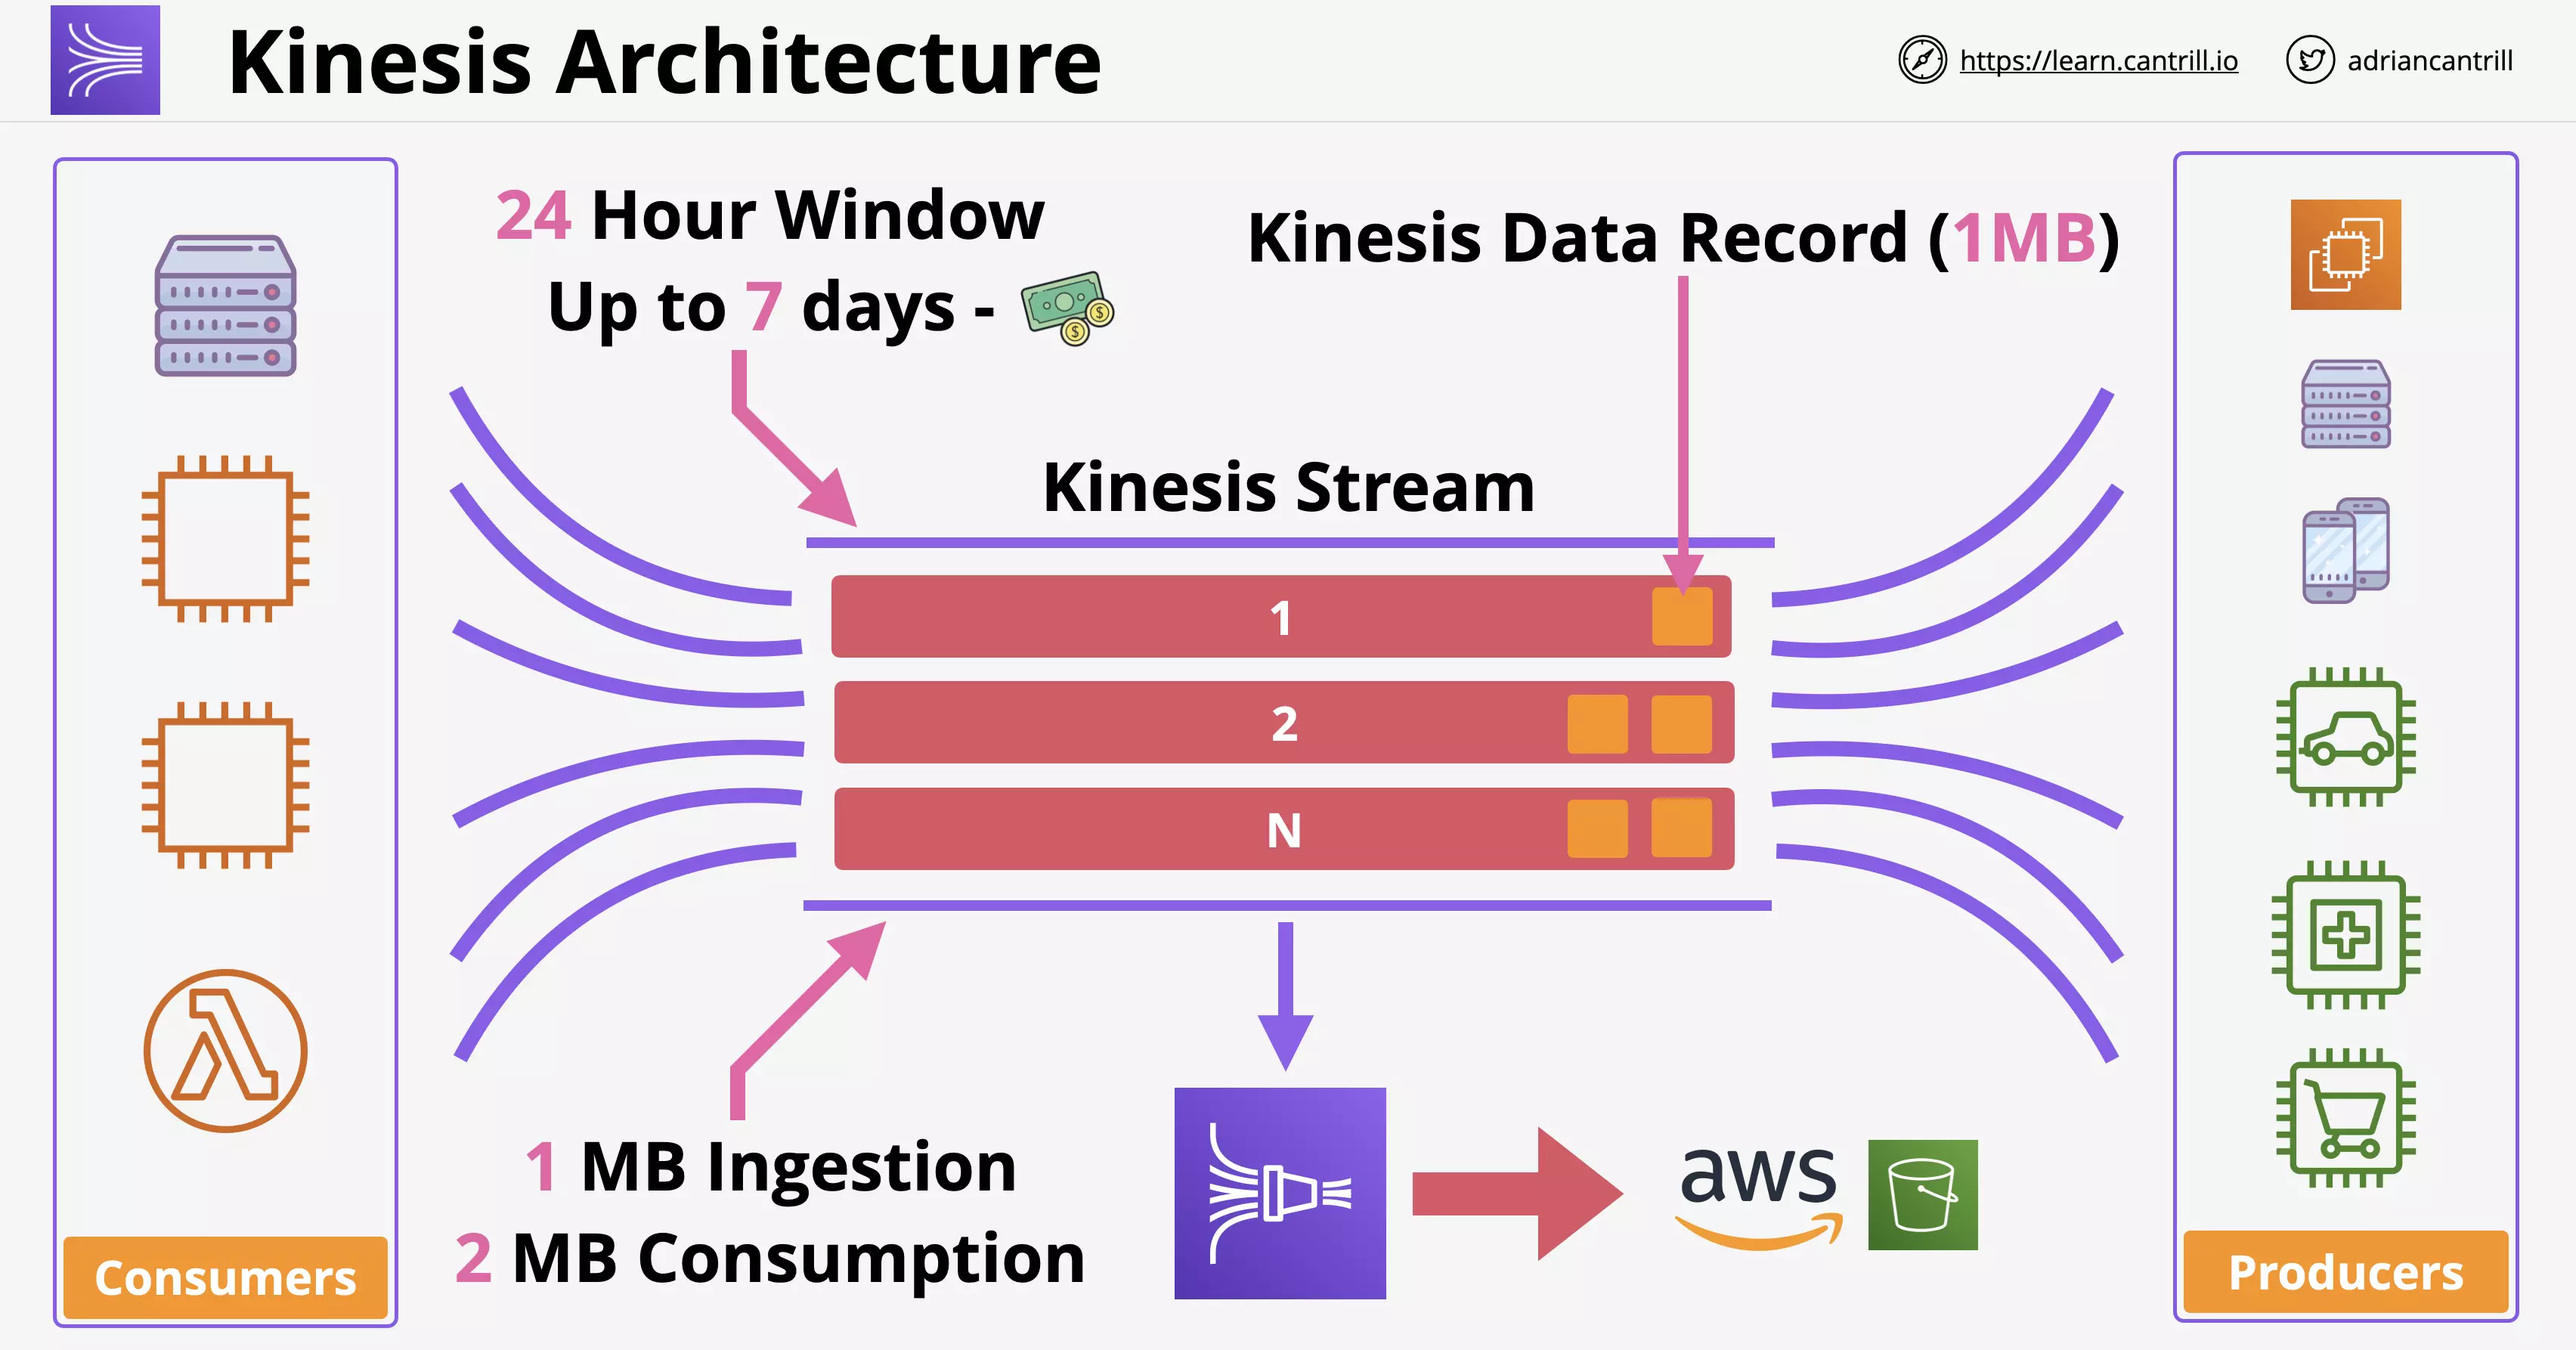 Kinesis Architecture
https://learn.cantrill.io
adriancantrill
24 Hour Window
Up to 7 days -
Kinesis Data Record (1MB)
Kinesis Stream
1
2
N
1 MB Ingestion
2 MB Consumption
aws
Consumers
Producers